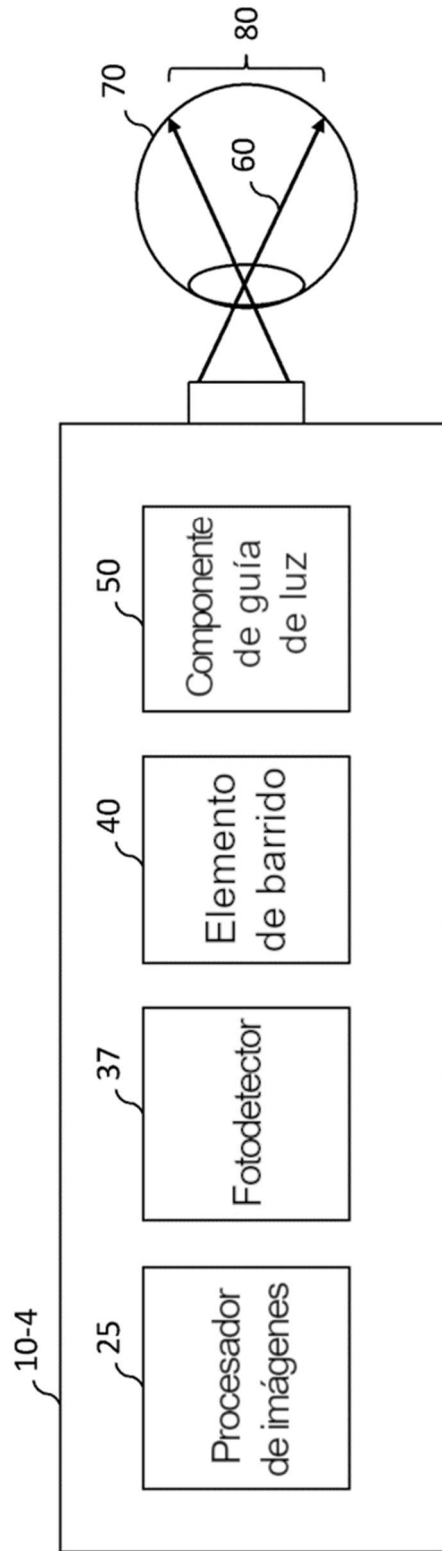 10-4
25
Procesador
de imágenes
37
Fotodetector
40
Elemento
de barrido
50
Componente
de guía
de luz
60
70
80